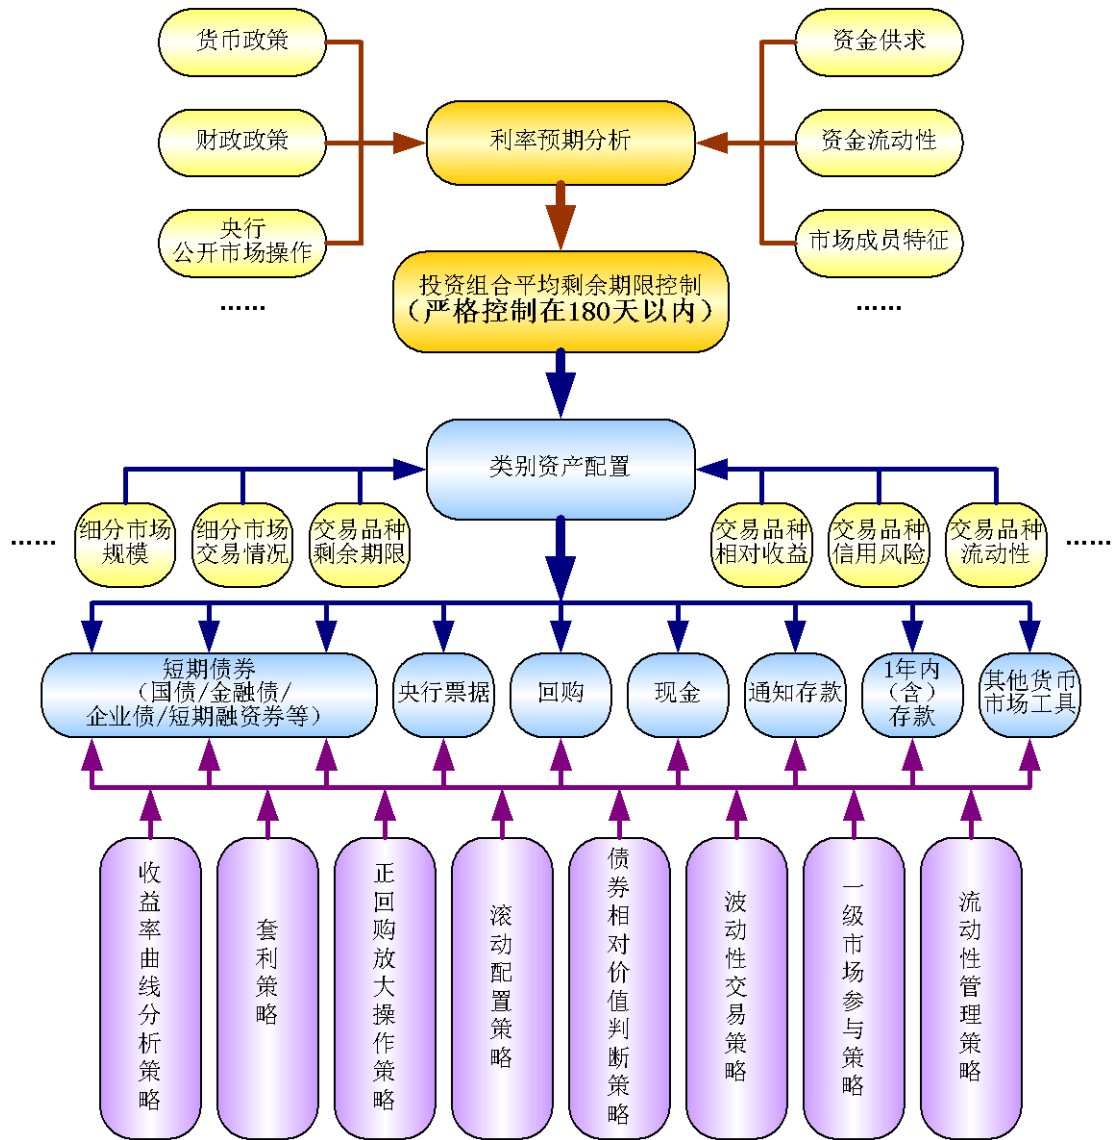 货币政策
资金供求
财政政策
利率预期分析
资金流动性
央行
公开市场操作
市场成员特征
……
……
投资组合平均剩余期限控制
（严格控制在180天以内）
类别资产配置
……
细分市场
规模
细分市场
交易情况
交易品种
剩余期限
交易品种
相对收益
交易品种
信用风险
交易品种
流动性
……
短期债券
（国债/金融债/
企业债/短期融资券等）
央行票据
回购
现金
通知存款
1年内
（含）
存款
其他货币
市场工具
收益率曲线分析策略
套利策略
正回购放大操作策略
滚动配置策略
债券相对价值判断策略
波动性交易策略
一级市场参与策略
流动性管理策略